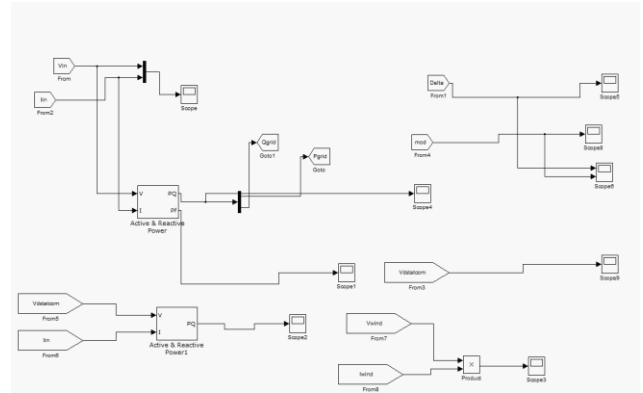 Vin
From
Iin
From2
Scope
Delta
From1
Scope5
mod
From4
Scope8
Scope6
Qgrid
Goto1
Pgrid
Goto
V
I
PQ
Pf
Active & Reactive
Power
Scope4
Scope1
Vdstatcom
From3
Scope9
Vdstatcom
From5
Iin
From6
V
I
PQ
Active & Reactive
Power1
Scope2
Vwind
From7
Iwind
From8
X
Product
Scope3